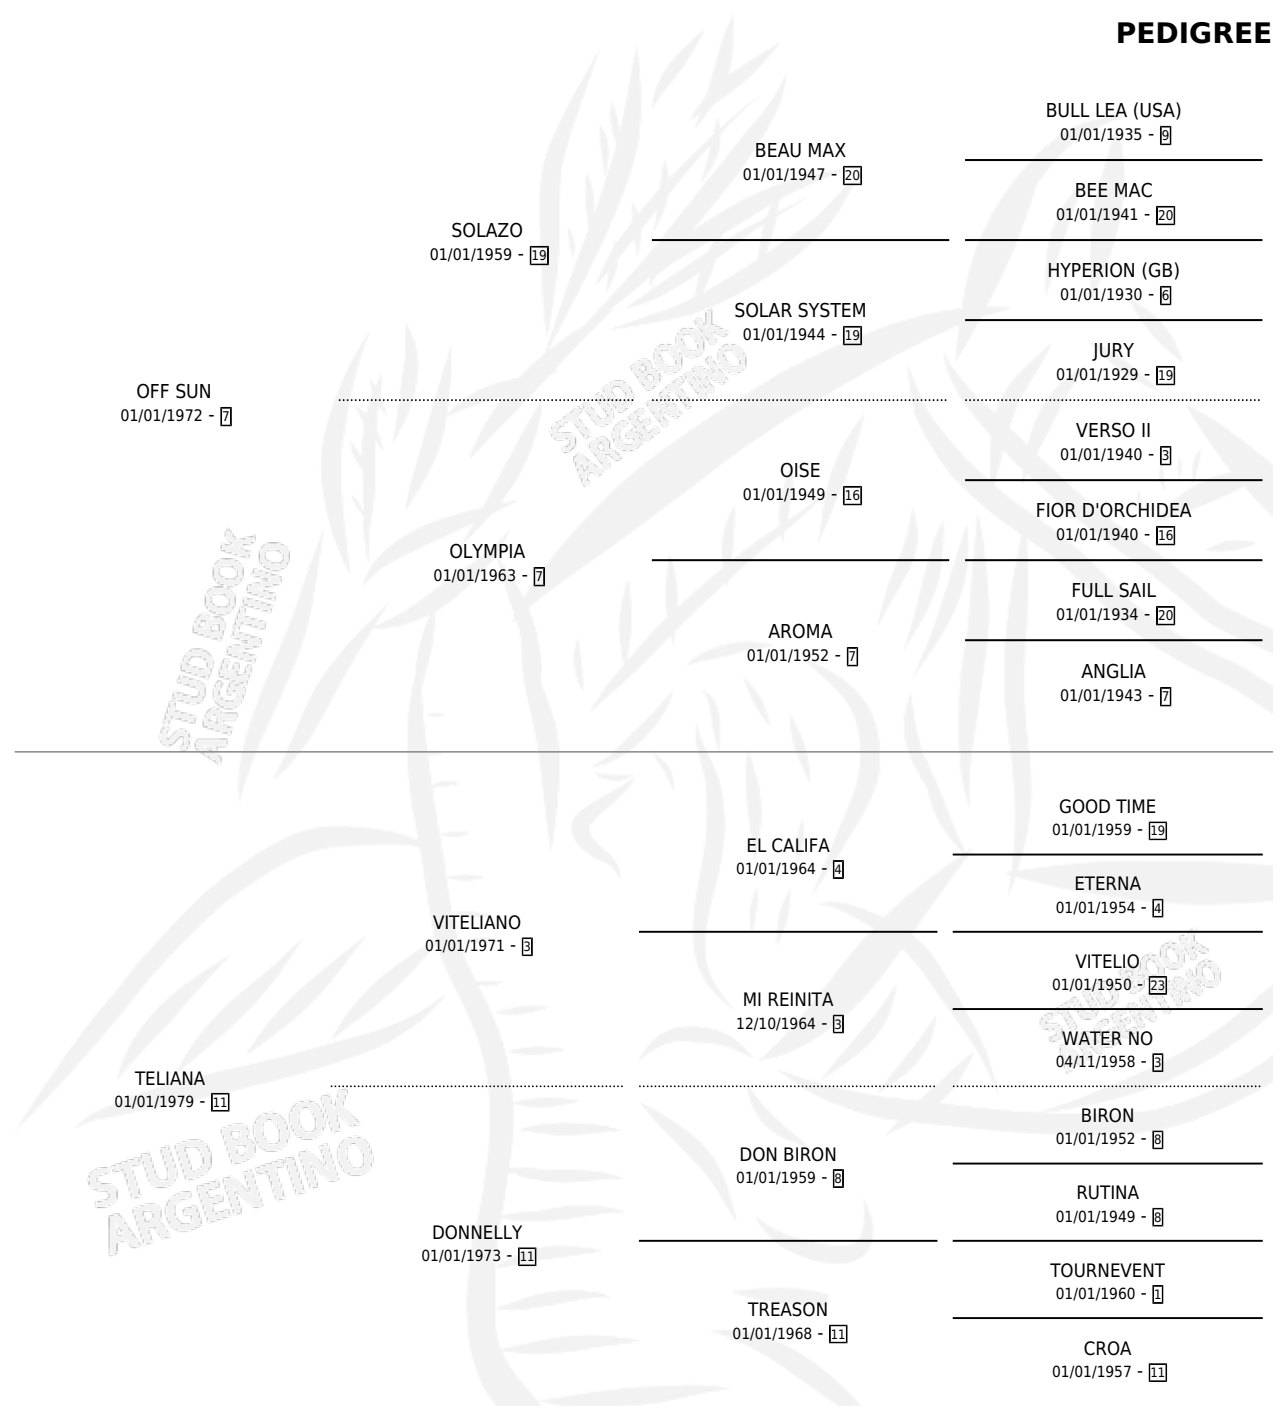 PEDIGREE
BULL LEA (USA)
01/01/1935 - 9
BEAU MAX
01/01/1947 - 20
BEE MAC
01/01/1941 - 20
SOLAZO
01/01/1959 - 19
HYPERION (GB)
01/01/1930 - 6
SOLAR SYSTEM
01/01/1944 - 19
JURY
01/01/1929 - 19
OFF SUN
01/01/1972 - 7
VERSO II
01/01/1940 - 3
OISE
01/01/1949 - 16
FIOR D'ORCHIDEA
01/01/1940 - 16
OLYMPIA
01/01/1963 - 7
FULL SAIL
01/01/1934 - 20
AROMA
01/01/1952 - 7
ANGLIA
01/01/1943 - 7
GOOD TIME
01/01/1959 - 19
EL CALIFA
01/01/1964 - 4
ETERNA
01/01/1954 - 4
VITELIANO
01/01/1971 - 3
VITELIO
01/01/1950 - 23
MI REINITA
12/10/1964 - 3
WATER NO
04/11/1958 - 3
TELIANA
01/01/1979 - 11
BIRON
01/01/1952 - 8
DON BIRON
01/01/1959 - 8
RUTINA
01/01/1949 - 8
DONNELLY
01/01/1973 - 11
TOURNEVENT
01/01/1960 - 1
TREASON
01/01/1968 - 11
CROA
01/01/1957 - 11
STUD BOOK
ARGENTINO
STUD BOOK
ARGENTINO
STUD BOOK
ARGENTINO
STUD BOOK
ARGENTINO